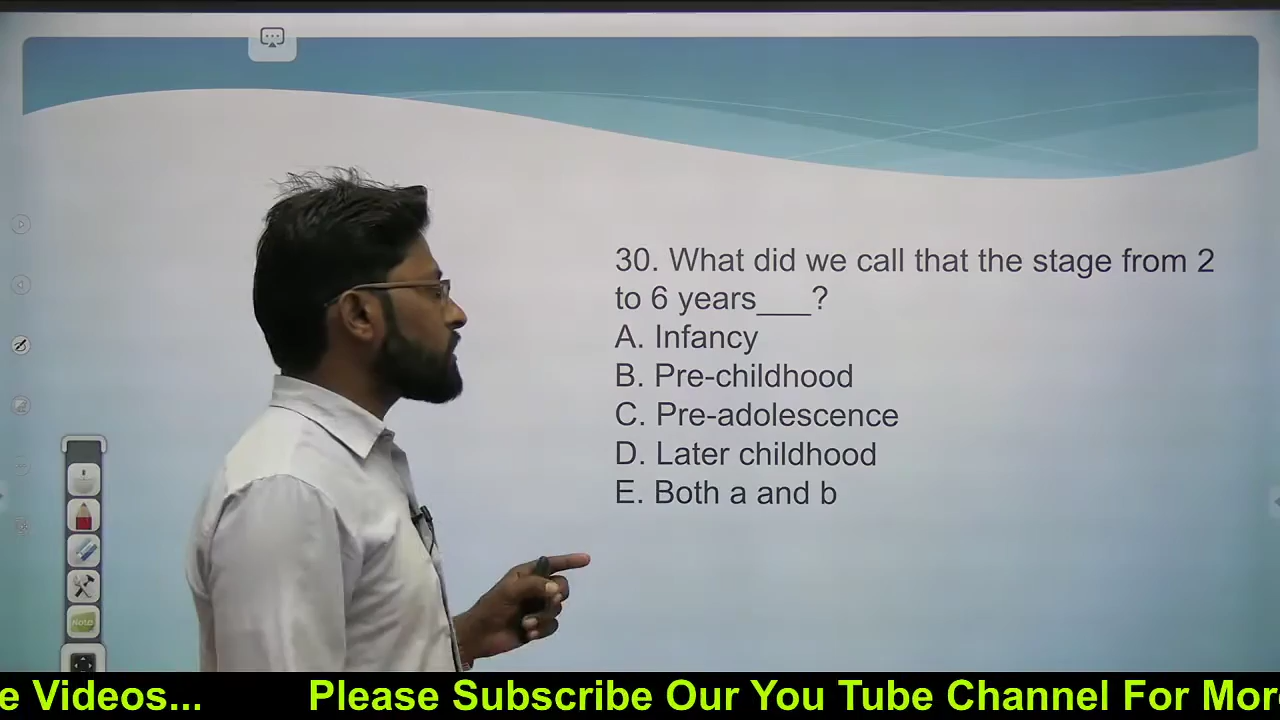 30. What did we call that the stage from 2
to 6 years___?
A. Infancy
B. Pre-childhood
C. Pre-adolescence
D. Later childhood
E. Both a and b
Note
e Videos... Please Subscribe Our You Tube Channel For Mor